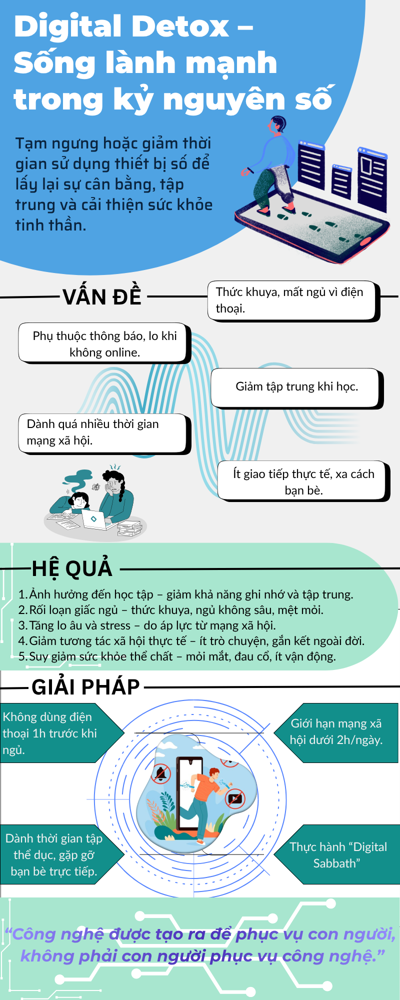 Digital Detox –
Sống lành mạnh
trong kỷ nguyên số
Tạm ngưng hoặc giảm thời
gian sử dụng thiết bị số để
lấy lại sự cân bằng, tập
trung và cải thiện sức khỏe
tinh thần.
VẤN ĐỀ
Thức khuya, mất ngủ vì điện
thoại.
Phụ thuộc thông báo, lo khi
không online.
Giảm tập trung khi học.
Dành quá nhiều thời gian
mạng xã hội.
Ít giao tiếp thực tế, xa cách
bạn bè.
HỆ QUẢ
1. Ảnh hưởng đến học tập – giảm khả năng ghi nhớ và tập trung.
2. Rối loạn giấc ngủ – thức khuya, ngủ không sâu, mệt mỏi.
3. Tăng lo âu và stress – do áp lực từ mạng xã hội.
4. Giảm tương tác xã hội thực tế – ít trò chuyện, gắn kết ngoài đời.
5. Suy giảm sức khỏe thể chất – mỏi mắt, đau cổ, ít vận động.
GIẢI PHÁP
Không dùng điện
thoại 1h trước khi
ngủ.
Giới hạn mạng xã
hội dưới 2h/ngày.
Dành thời gian tập
thể dục, gặp gỡ
bạn bè trực tiếp.
Thực hành “Digital
Sabbath”
“Công nghệ được tạo ra để phục vụ con người,
không phải con người phục vụ công nghệ.”